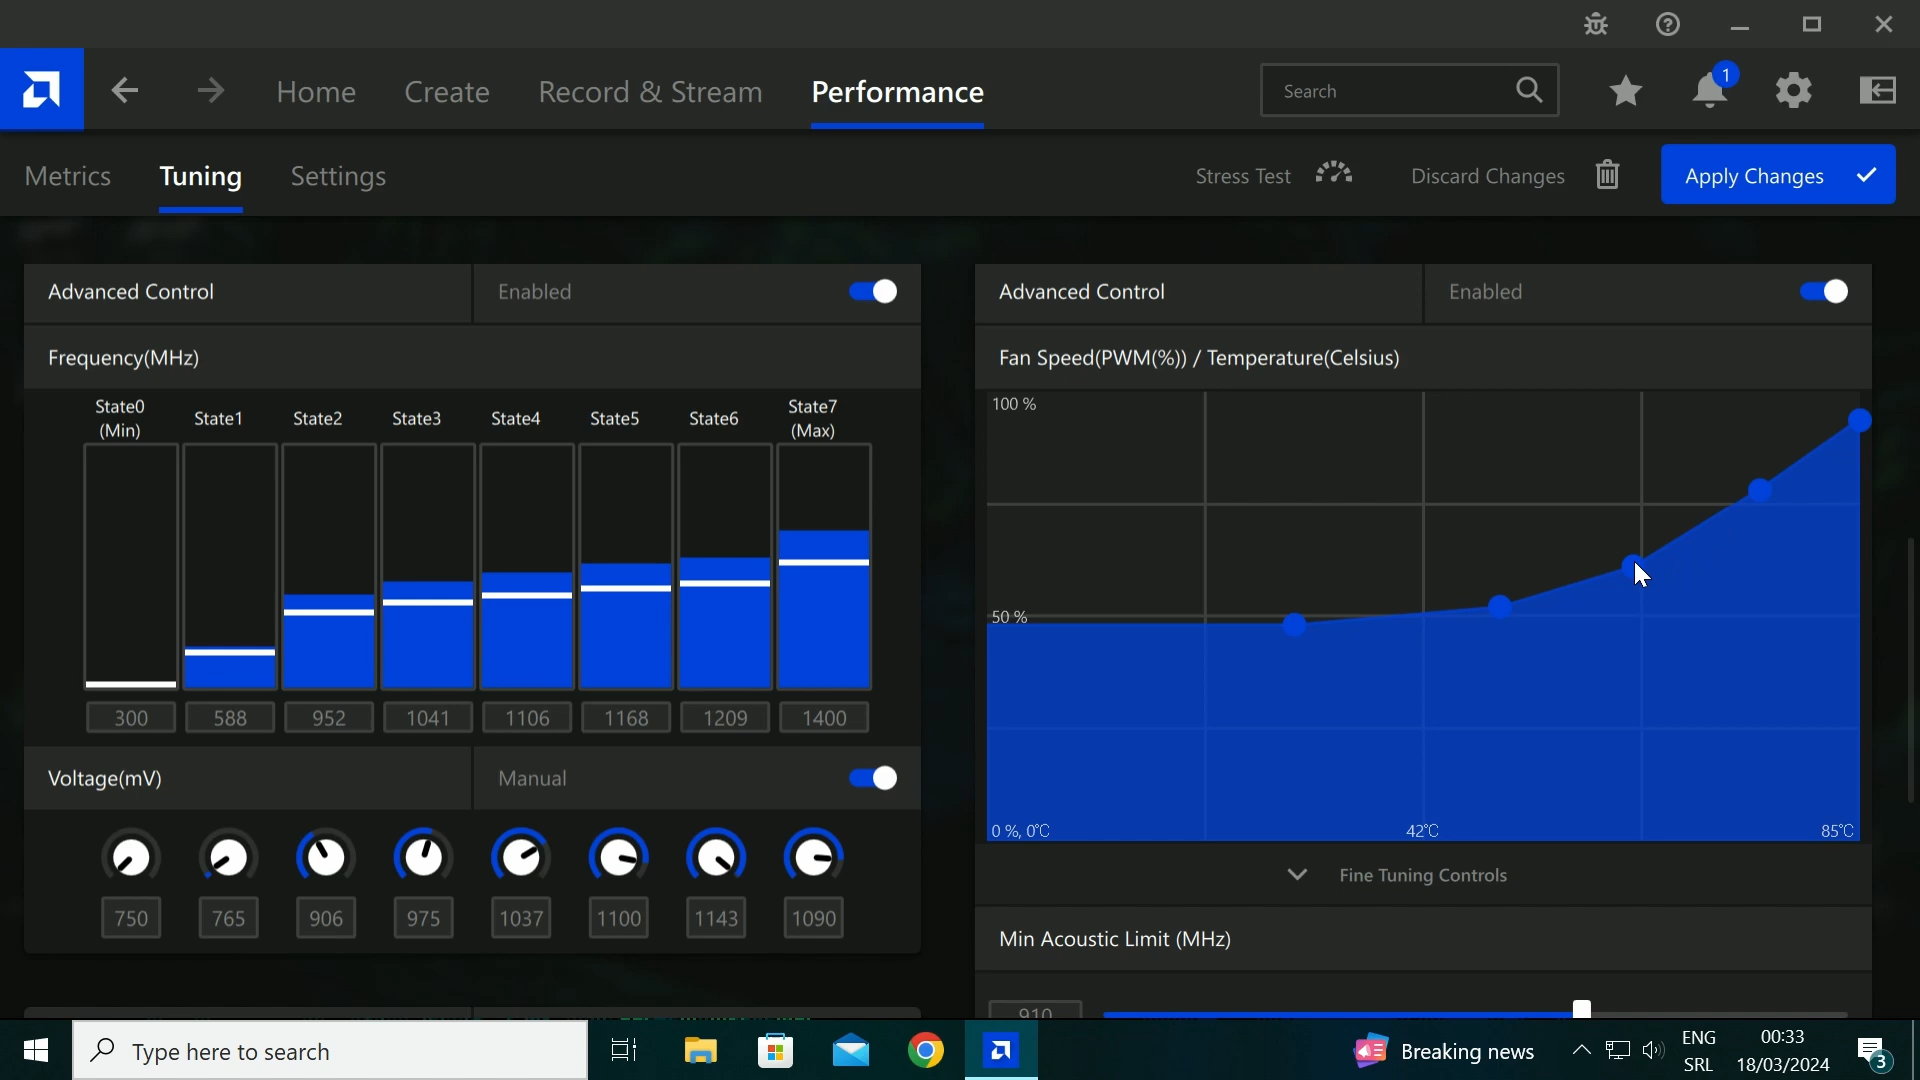 1
Home Create Record & Stream Performance Search
Metrics Tuning Settings Stress Test Discard Changes Apply Changes
Advanced Control Enabled
Frequency(MHz)
State0 (Min) State1 State2 State3 State4 State5 State6 State7 (Max)
300 588 952 1041 1106 1168 1209 1400
Voltage(mV) Manual
750 765 906 975 1037 1100 1143 1090
Advanced Control Enabled
Fan Speed(PWM(%)) / Temperature(Celsius)
100 %
50 %
0 %, 0°C 42°C 85°C
Fine Tuning Controls
Min Acoustic Limit (MHz)
910
Type here to search
Breaking news
ENG
SRL
00:33
18/03/2024
3